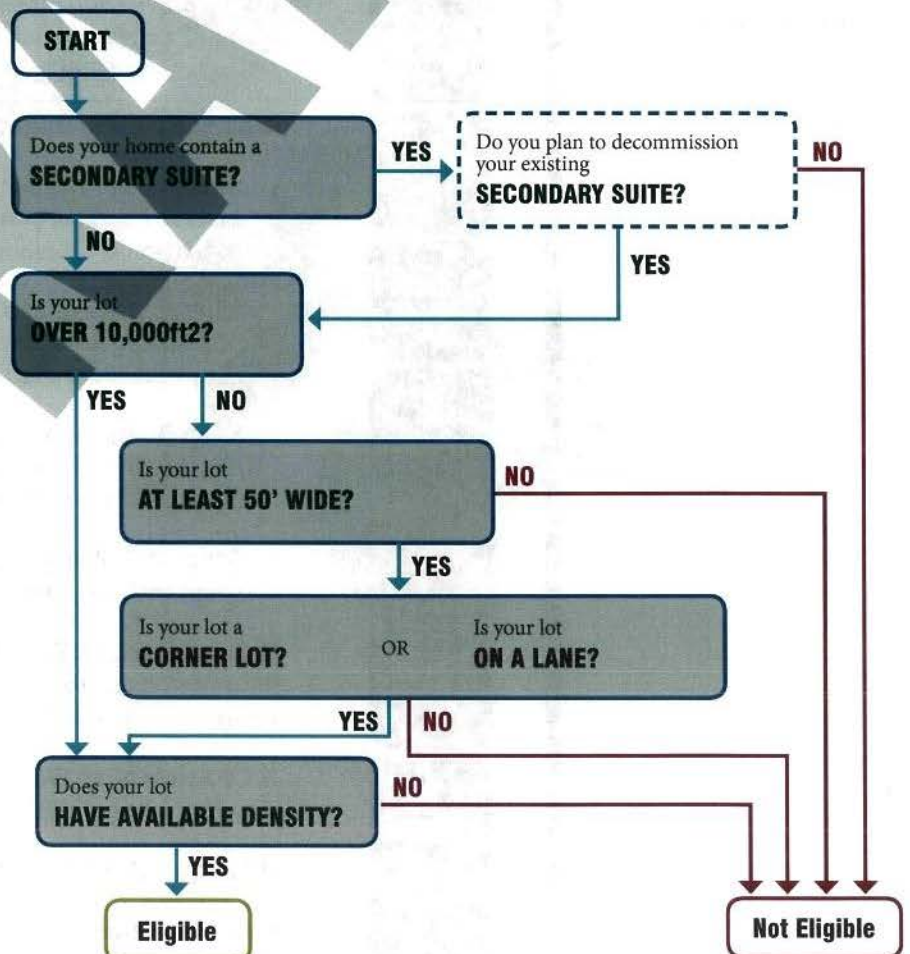 START
Does your home contain a
SECONDARY SUITE?
YES
Do you plan to decommission
your existing
SECONDARY SUITE?
NO
NO
YES
Is your lot
OVER 10,000ft2?
YES
NO
Is your lot
AT LEAST 50' WIDE?
NO
YES
Is your lot a
CORNER LOT?
OR
Is your lot
ON A LANE?
YES
NO
Does your lot
HAVE AVAILABLE DENSITY?
NO
YES
Eligible
Not Eligible